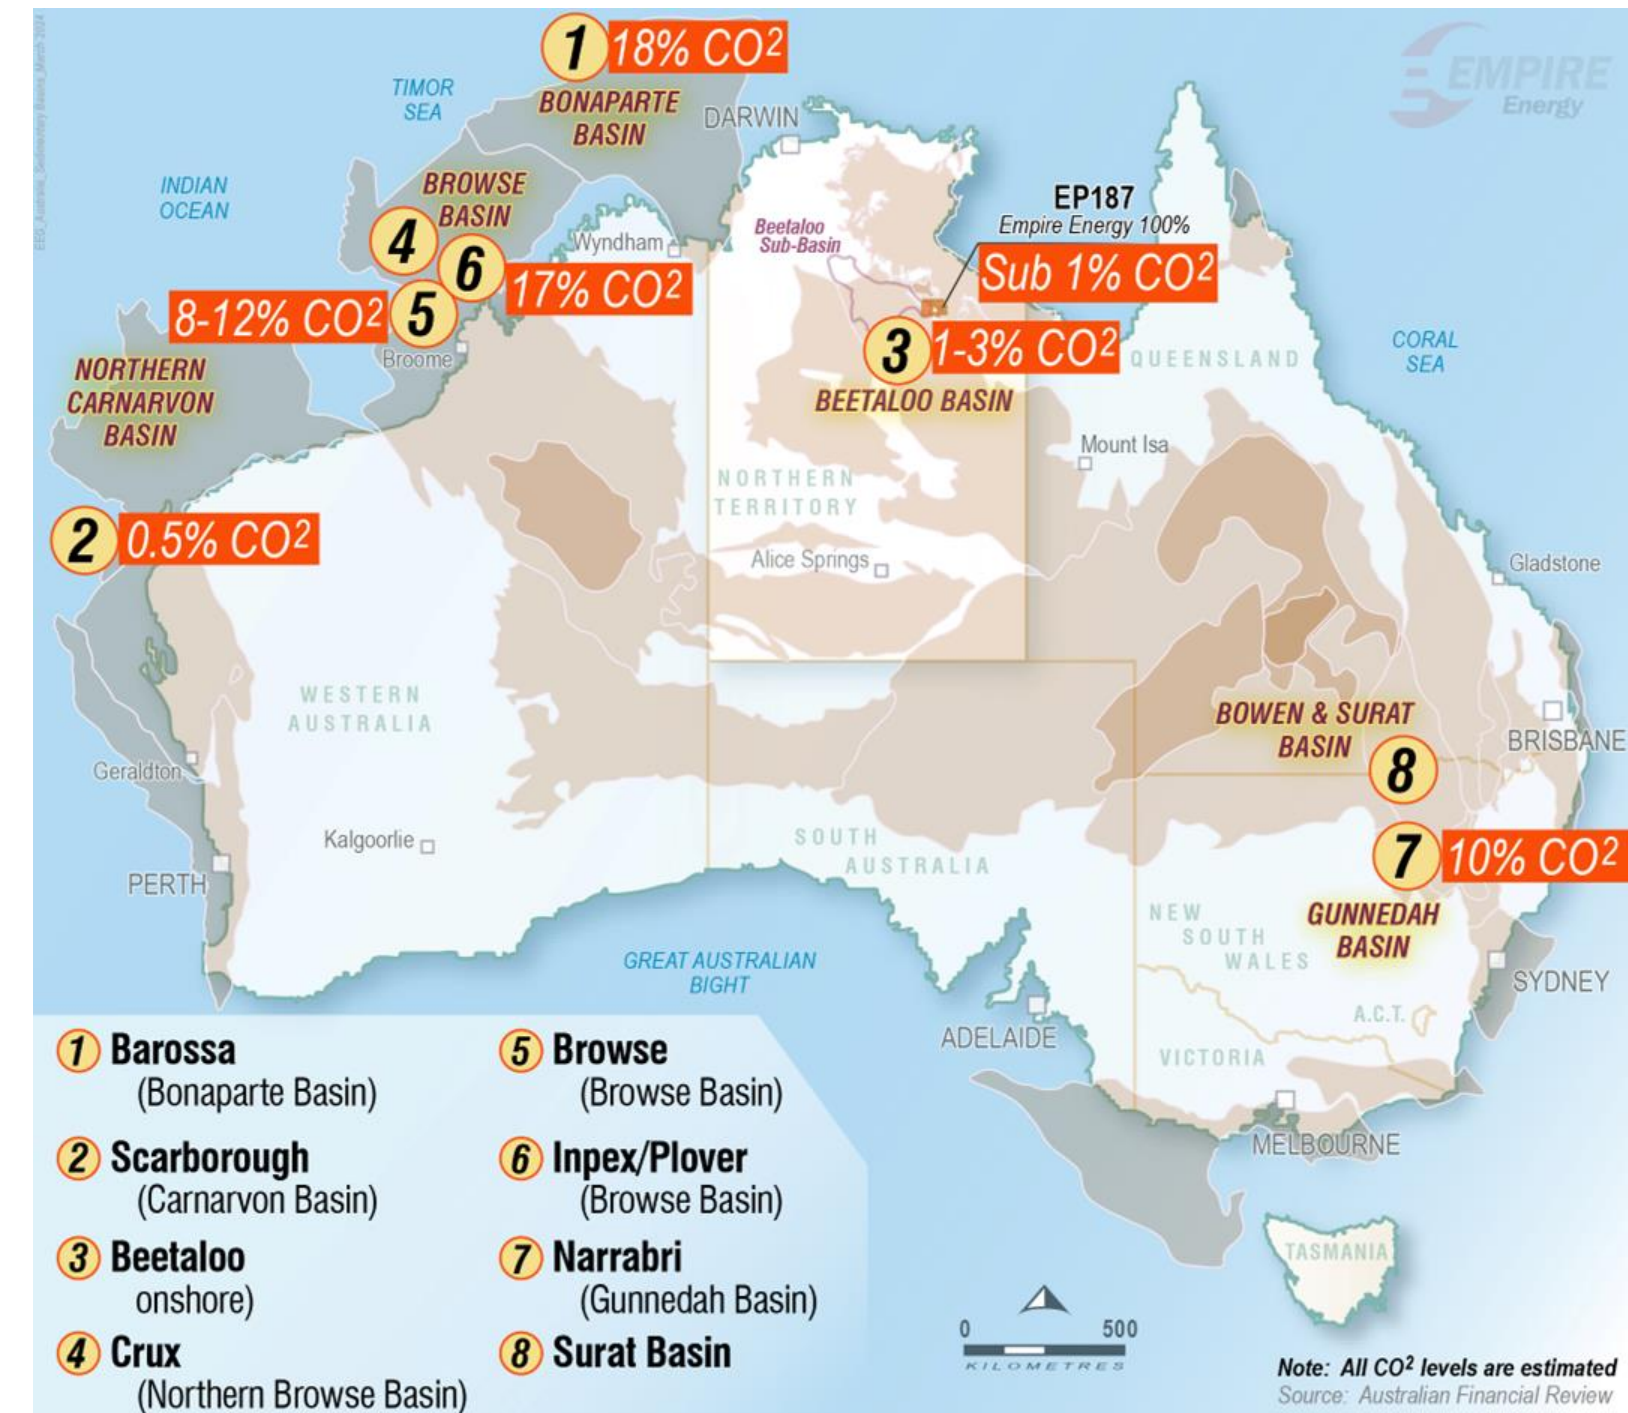 EEG_Australia_Sedimentary Basins_March 2024
EMPIRE
Energy
1 18% CO²
BONAPARTE
BASIN
TIMOR
SEA
DARWIN
INDIAN
OCEAN
BROWSE
BASIN
4
6
17% CO²
8-12% CO² 5
Wyndham
Broome
Beetaloo
Sub-Basin
EP187
Empire Energy 100%
Sub 1% CO²
3 1-3% CO²
BEETALOO BASIN
QUEENSLAND
CORAL
SEA
NORTHERN
CARNARVON
BASIN
2 0.5% CO²
Mount Isa
NORTHERN
TERRITORY
Alice Springs
Gladstone
WESTERN
AUSTRALIA
BOWEN & SURAT
BASIN
8
BRISBANE
Geraldton
Kalgoorlie
PERTH
SOUTH
AUSTRALIA
7 10% CO²
GUNNEDAH
BASIN
NEW
SOUTH
WALES
GREAT AUSTRALIAN
BIGHT
SYDNEY
A.C.T.
ADELAIDE
VICTORIA
MELBOURNE
TASMANIA
1 Barossa
(Bonaparte Basin)
2 Scarborough
(Carnarvon Basin)
3 Beetaloo
onshore)
4 Crux
(Northern Browse Basin)
5 Browse
(Browse Basin)
6 Inpex/Plover
(Browse Basin)
7 Narrabri
(Gunnedah Basin)
8 Surat Basin
0 500
KILOMETRES
Note: All CO² levels are estimated
Source: Australian Financial Review